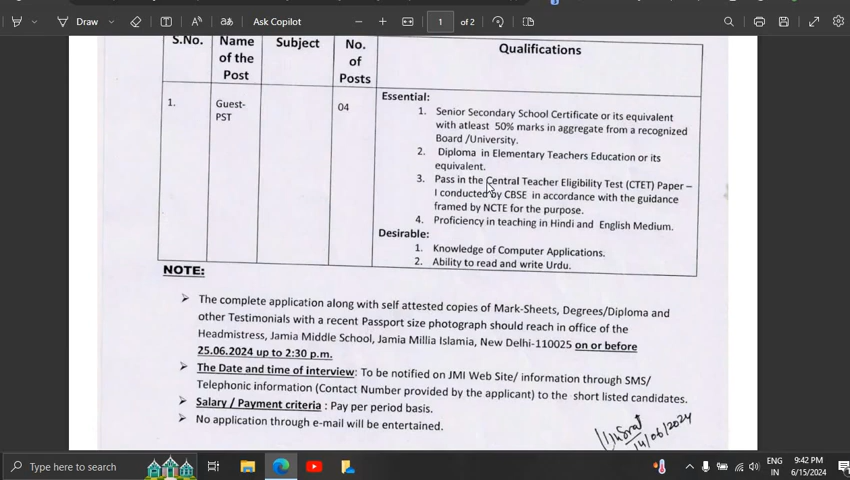 Draw
Ask Copilot
1 of 2
S.No. Name of the Post Subject No. of Posts Qualifications
1. Guest-PST 04
Essential:
1. Senior Secondary School Certificate or its equivalent
with atleast 50% marks in aggregate from a recognized
Board /University.
2. Diploma in Elementary Teachers Education or its
equivalent.
3. Pass in the Central Teacher Eligibility Test (CTET) Paper –
I conducted by CBSE in accordance with the guidance
framed by NCTE for the purpose.
4. Proficiency in teaching in Hindi and English Medium.
Desirable:
1. Knowledge of Computer Applications.
2. Ability to read and write Urdu.
NOTE:
The complete application along with self attested copies of Mark-Sheets, Degrees/Diploma and
other Testimonials with a recent Passport size photograph should reach in office of the
Headmistress, Jamia Middle School, Jamia Millia Islamia, New Delhi-110025 on or before
25.06.2024 up to 2:30 p.m.
The Date and time of interview: To be notified on JMI Web Site/ information through SMS/
Telephonic information (Contact Number provided by the applicant) to the short listed candidates.
Salary / Payment criteria : Pay per period basis.
No application through e-mail will be entertained.
14/06/2024
Type here to search
ENG
IN
9:42 PM
6/15/2024